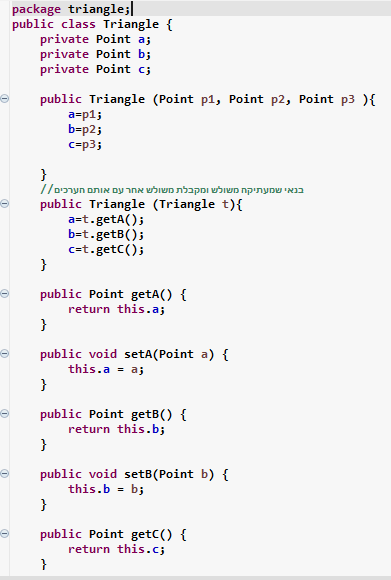 package triangle;
public class Triangle {
private Point a;
private Point b;
private Point c;
public Triangle (Point p1, Point p2, Point p3 ){
a=p1;
b=p2;
c=p3;
}
//בנאי שמעתיקה משולש ומקבלת משולש אחר עם אותם הערכים
public Triangle (Triangle t){
a=t.getA();
b=t.getB();
c=t.getC();
}
public Point getA() {
return this.a;
}
public void setA(Point a) {
this.a = a;
}
public Point getB() {
return this.b;
}
public void setB(Point b) {
this.b = b;
}
public Point getC() {
return this.c;
}